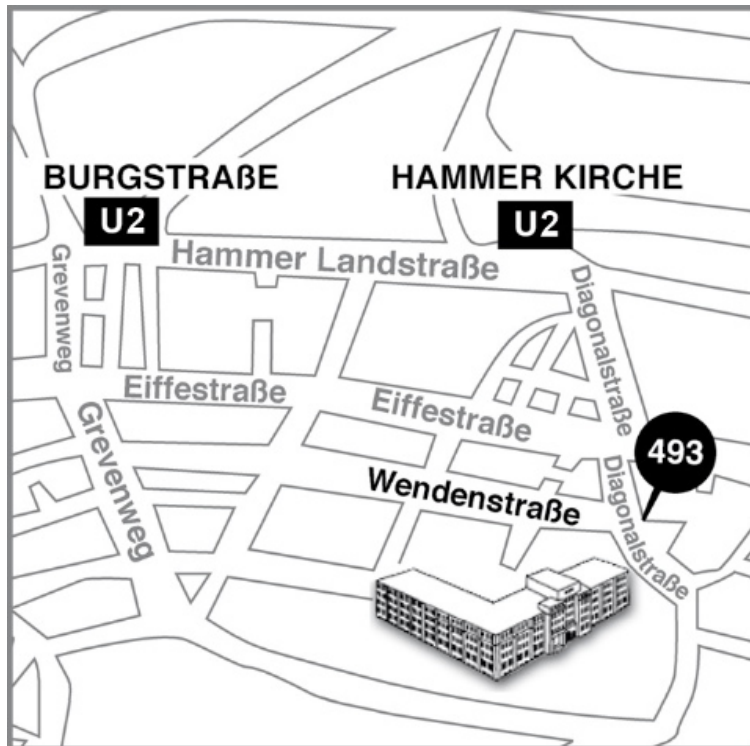 BURGSTRAßE
U2
HAMMER KIRCHE
U2
Hammer Landstraße
Grevenweg
Diagonalstraße
Eiffestraße
Eiffestraße
Grevenweg
493
Wendenstraße
Diagonalstraße